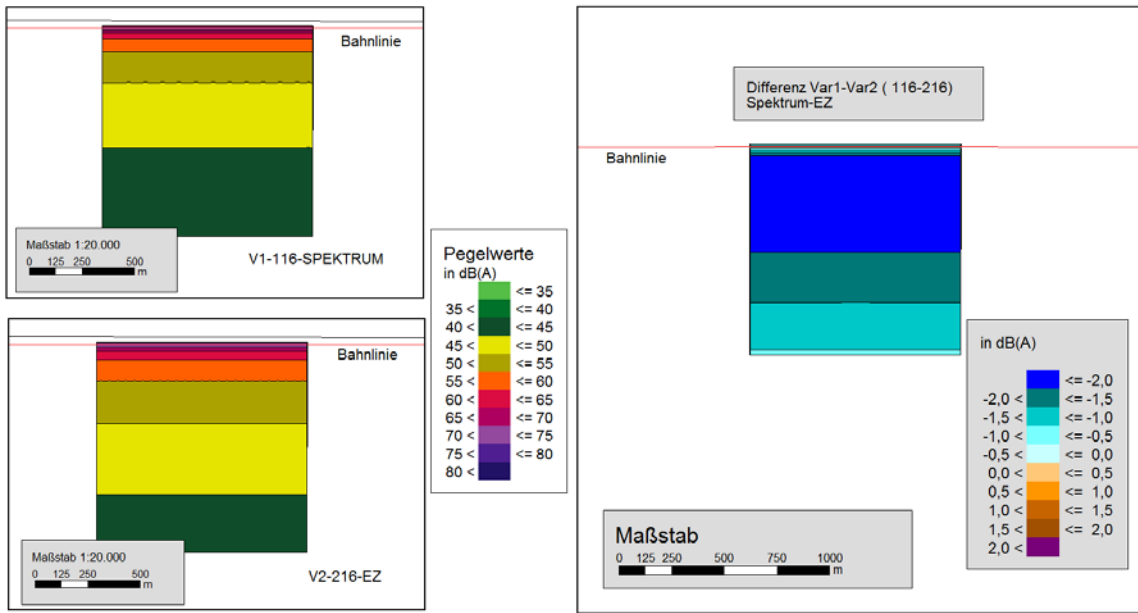 Bahnlinie
Maßstab 1:20.000
0 125 250 500
m
V1-116-SPEKTRUM
Bahnlinie
Maßstab 1:20.000
0 125 250 500
m
V2-216-EZ
Pegelwerte
in dB(A)
<= 35
35 < <= 40
40 < <= 45
45 < <= 50
50 < <= 55
55 < <= 60
60 < <= 65
65 < <= 70
70 < <= 75
75 < <= 80
80 <
Differenz Var1-Var2 ( 116-216)
Spektrum-EZ
Bahnlinie
in dB(A)
<= -2,0
-2,0 < <= -1,5
-1,5 < <= -1,0
-1,0 < <= -0,5
-0,5 < <= 0,0
0,0 < <= 0,5
0,5 < <= 1,0
1,0 < <= 1,5
1,5 < <= 2,0
2,0 <
Maßstab
0 125 250 500 750 1000
m